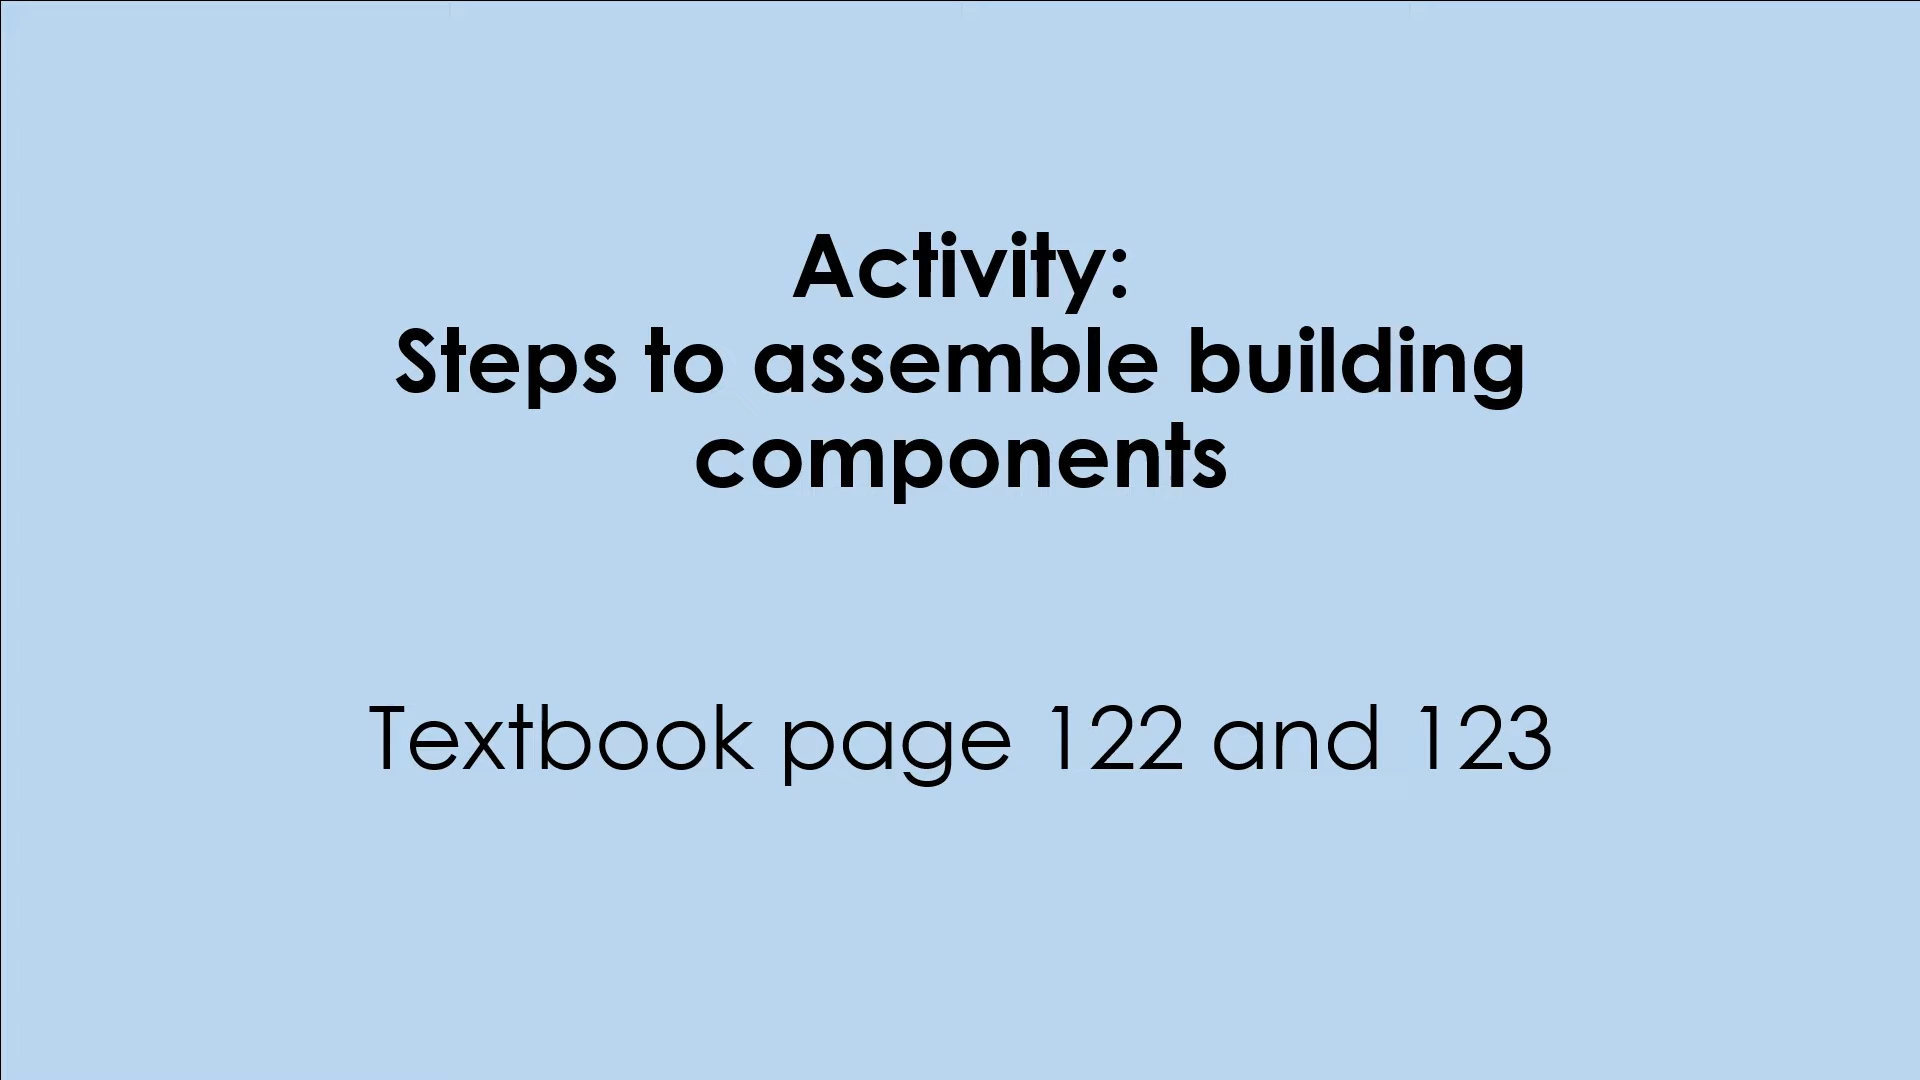 Activity:
Steps to assemble building
components
Textbook page 122 and 123